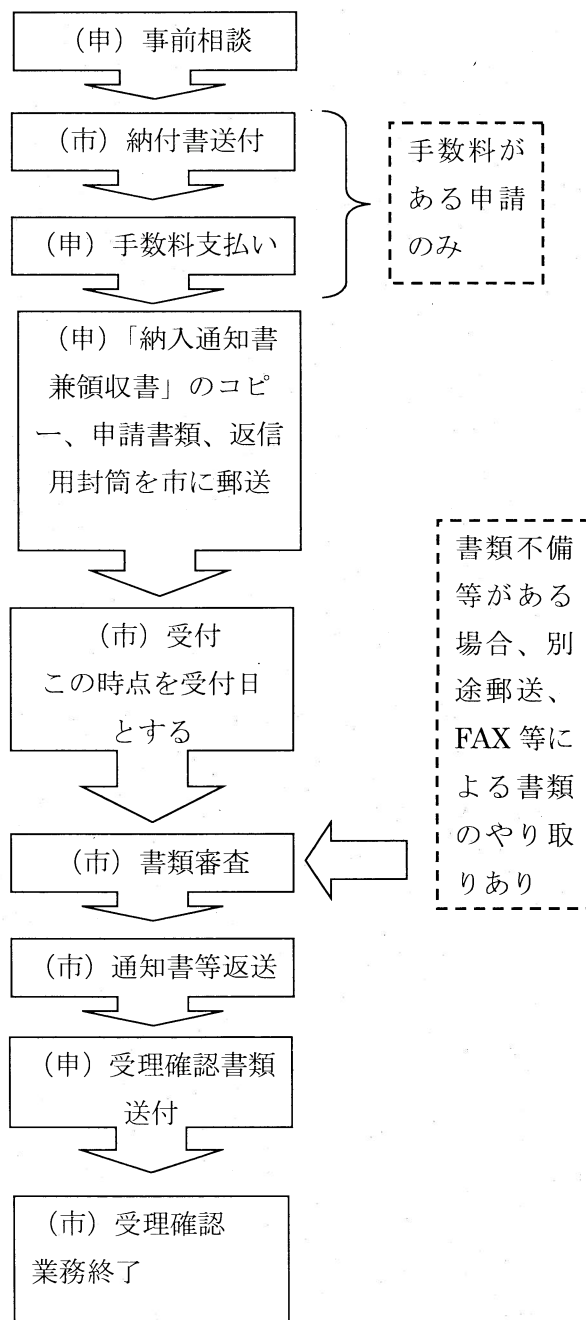 （申）事前相談
（市）納付書送付
（申）手数料支払い
手数料が
ある申請
のみ
（申）「納入通知書
兼領収書」のコピ
ー、申請書類、返信
用封筒を市に郵送
（市）受付
この時点を受付日
とする
（市）書類審査
書類不備
等がある
場合、別
途郵送、
FAX 等に
よる書類
のやり取
りあり
（市）通知書等返送
（申）受理確認書類
送付
（市）受理確認
業務終了